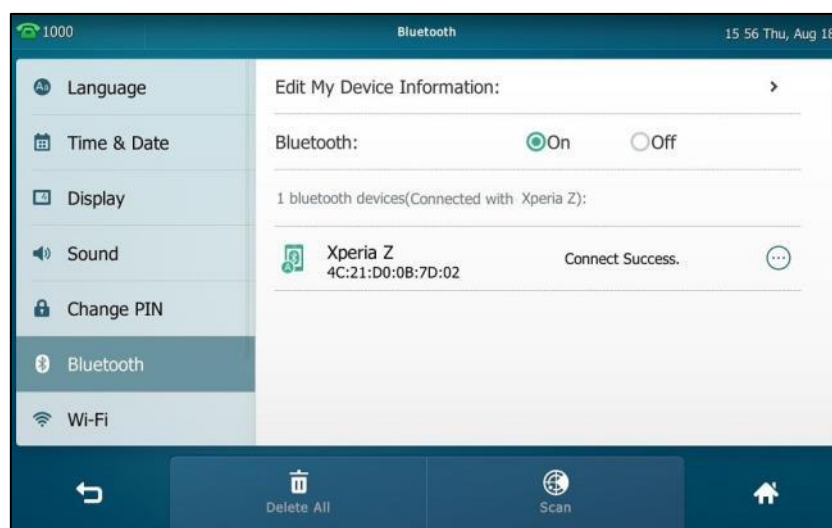 1000
Bluetooth
15 56 Thu, Aug 18
Language
Time & Date
Display
Sound
Change PIN
Bluetooth
Wi-Fi
Edit My Device Information:
Bluetooth: On Off
1 bluetooth devices(Connected with Xperia Z):
Xperia Z
4C:21:D0:0B:7D:02
Connect Success.
Delete All
Scan